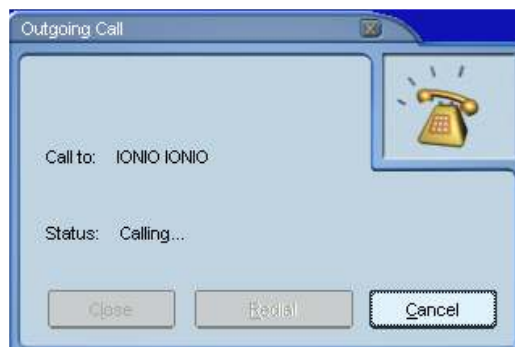 Outgoing Call
Call to: IONIO IONIO
Status: Calling...
Close Redial Cancel